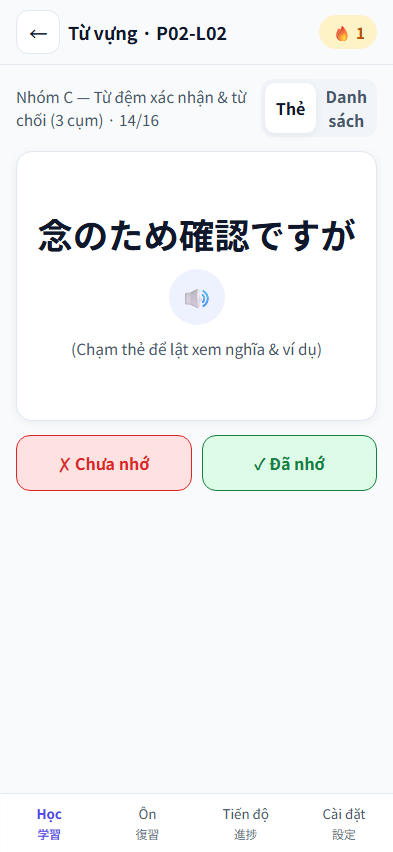 ← Từ vựng · P02-L02 🔥 1
Nhóm C — Từ đệm xác nhận & từ chối (3 cụm) · 14/16
Thẻ
Danh sách
念のため確認ですが
(Chạm thẻ để lật xem nghĩa & ví dụ)
✗ Chưa nhớ
✓ Đã nhớ
Học
学習
Ôn
復習
Tiến độ
進捗
Cài đặt
設定